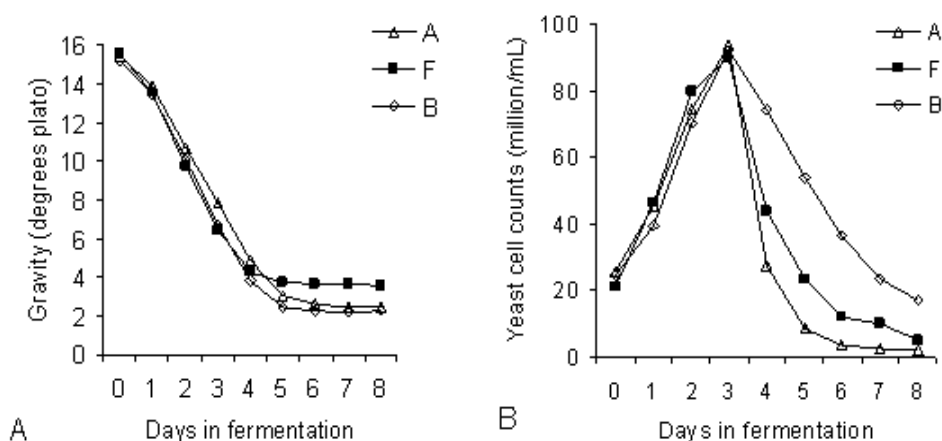 16
14
12
10
8
6
4
2
0
Gravity (degrees plato)
0 1 2 3 4 5 6 7 8
Days in fermentation
A
F
B
A
100
80
60
40
20
0
Yeast cell counts (million/mL)
0 1 2 3 4 5 6 7 8
Days in fermentation
A
F
B
B